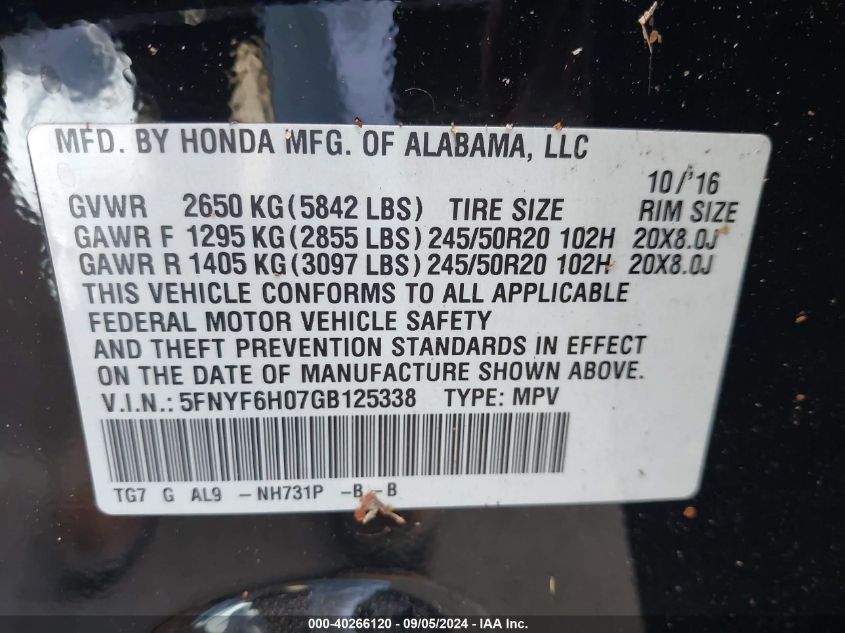 MFD. BY HONDA MFG. OF ALABAMA, LLC
10/'16
GVWR 2650 KG(5842 LBS) TIRE SIZE RIM SIZE
GAWR F 1295 KG(2855 LBS) 245/50R20 102H 20X8.0J
GAWR R 1405 KG(3097 LBS) 245/50R20 102H 20X8.0J
THIS VEHICLE CONFORMS TO ALL APPLICABLE
FEDERAL MOTOR VEHICLE SAFETY
AND THEFT PREVENTION STANDARDS IN EFFECT
ON THE DATE OF MANUFACTURE SHOWN ABOVE.
V.I.N.: 5FNYF6H07GB125338 TYPE: MPV
TG7 G AL9 -NH731P -B -B
000-40266120 - 09/05/2024 - IAA Inc.